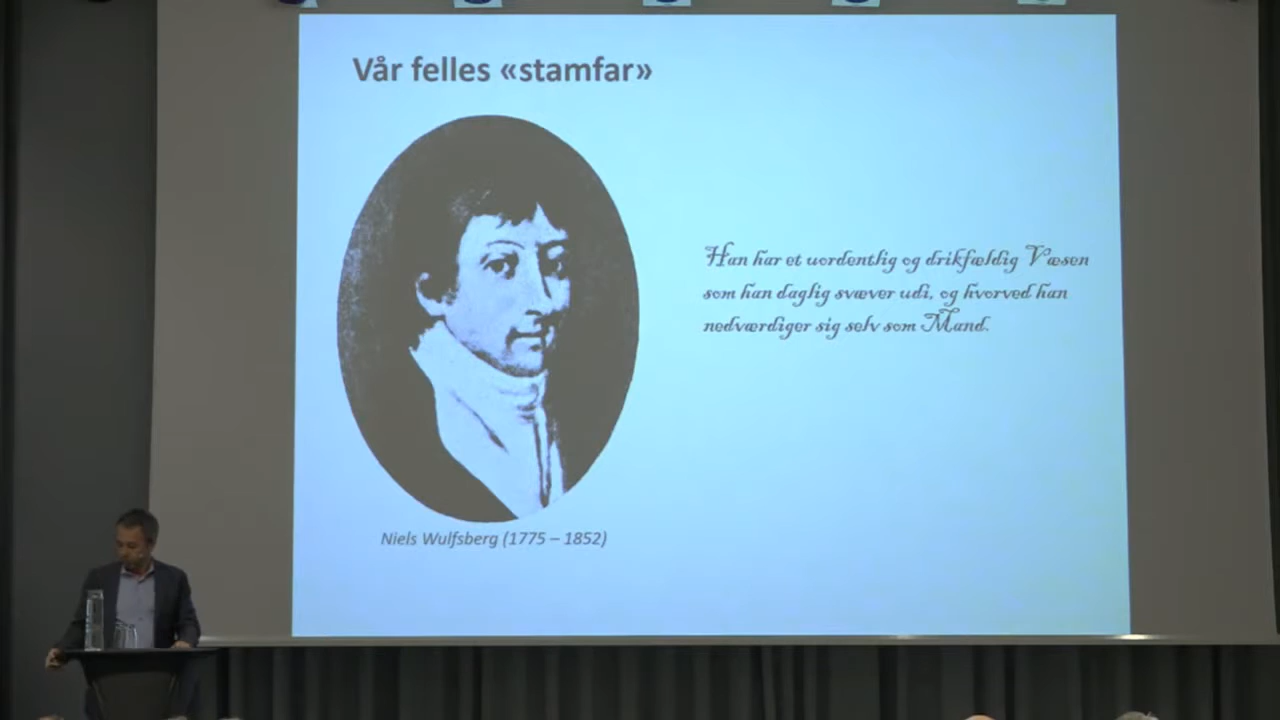 Vår felles «stamfar»
Han har et uordentlig og drikfældig Væsen
som han daglig svæver udi, og hvorved han
nedværdiger sig selv som Mand.
Niels Wulfsberg (1775 – 1852)